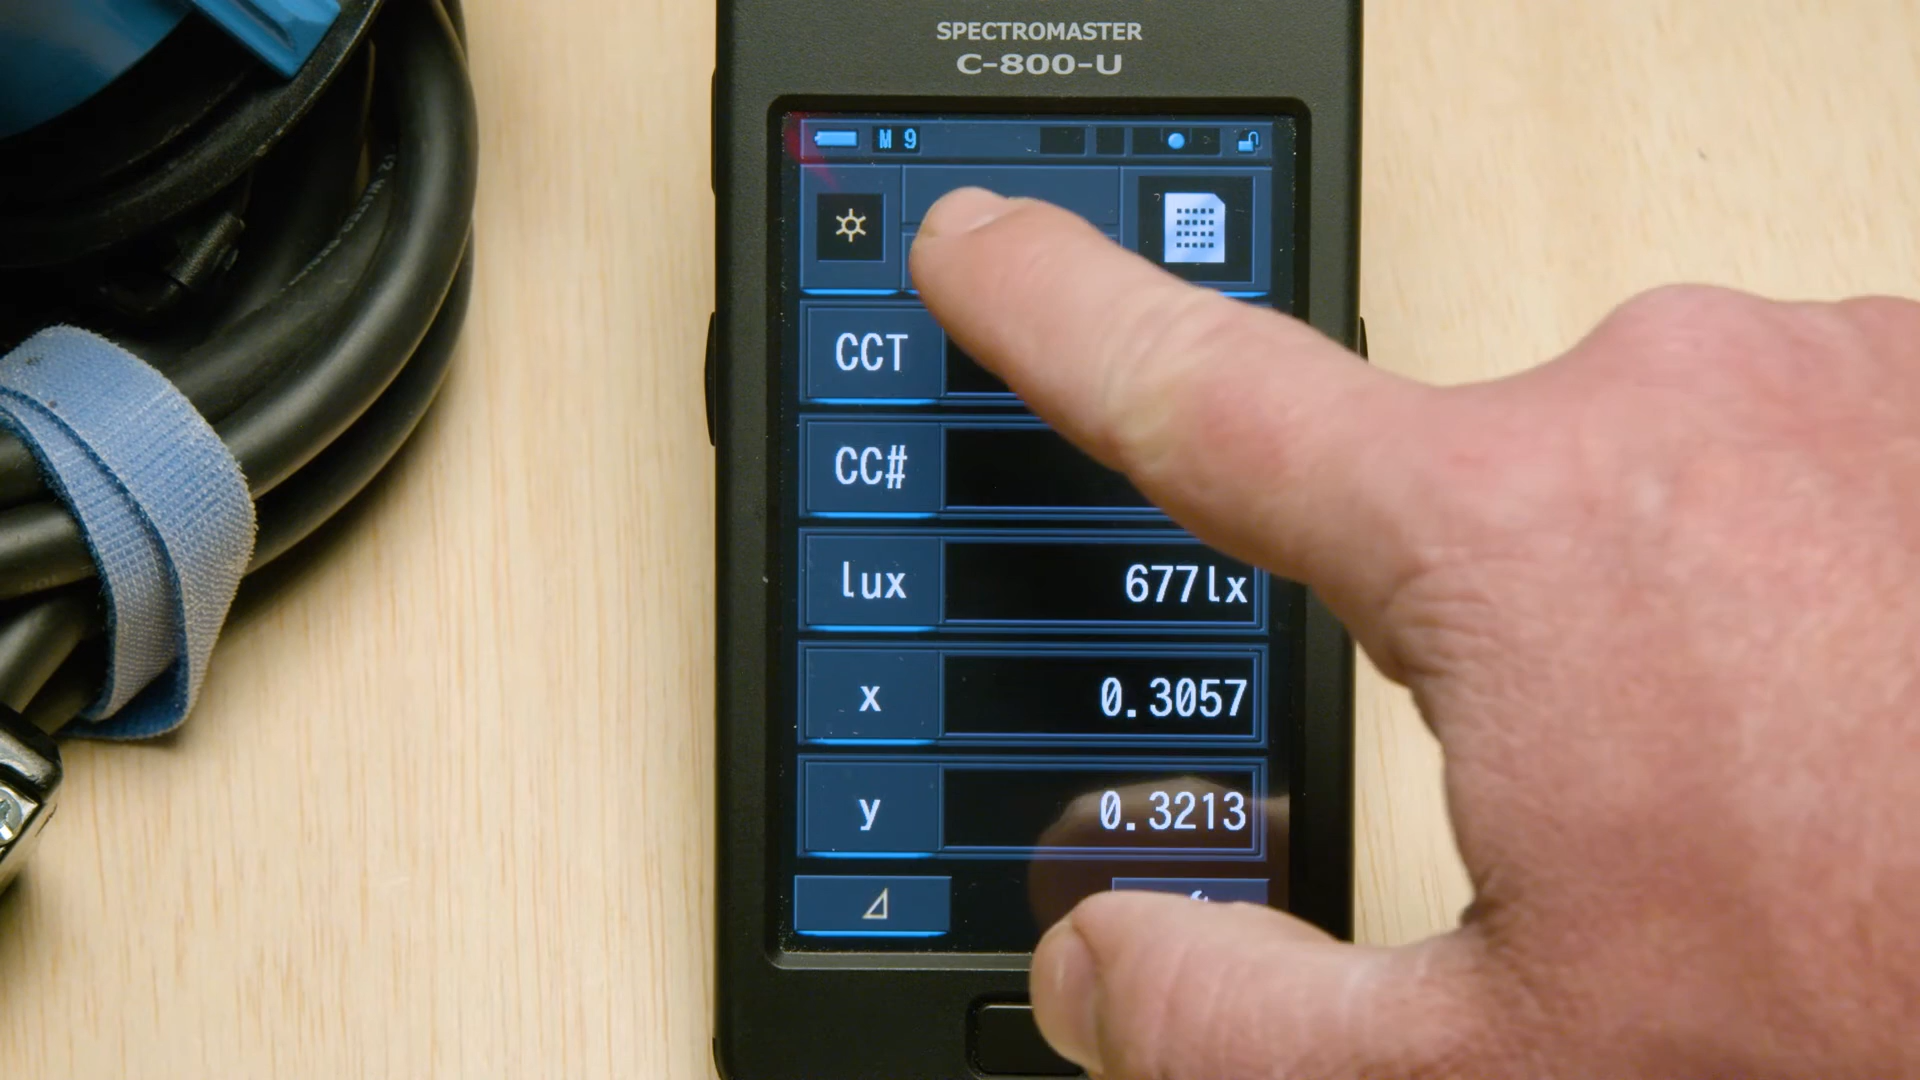 SPECTROMASTER
C-800-U
M 9
CCT
CC#
lux 677lx
x 0.3057
y 0.3213